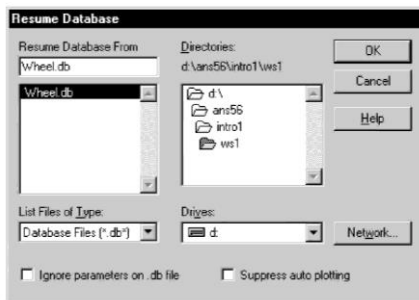 Resume Database
Resume Database From
Wheel.db
Wheel.db
Directories:
d:\ans56\intro1\ws1
d:\
ans56
intro1
ws1
OK
Cancel
Help
List Files of Type:
Database Files (*.db*)
Drives:
d:
Network...
Ignore parameters on .db file
Suppress auto plotting